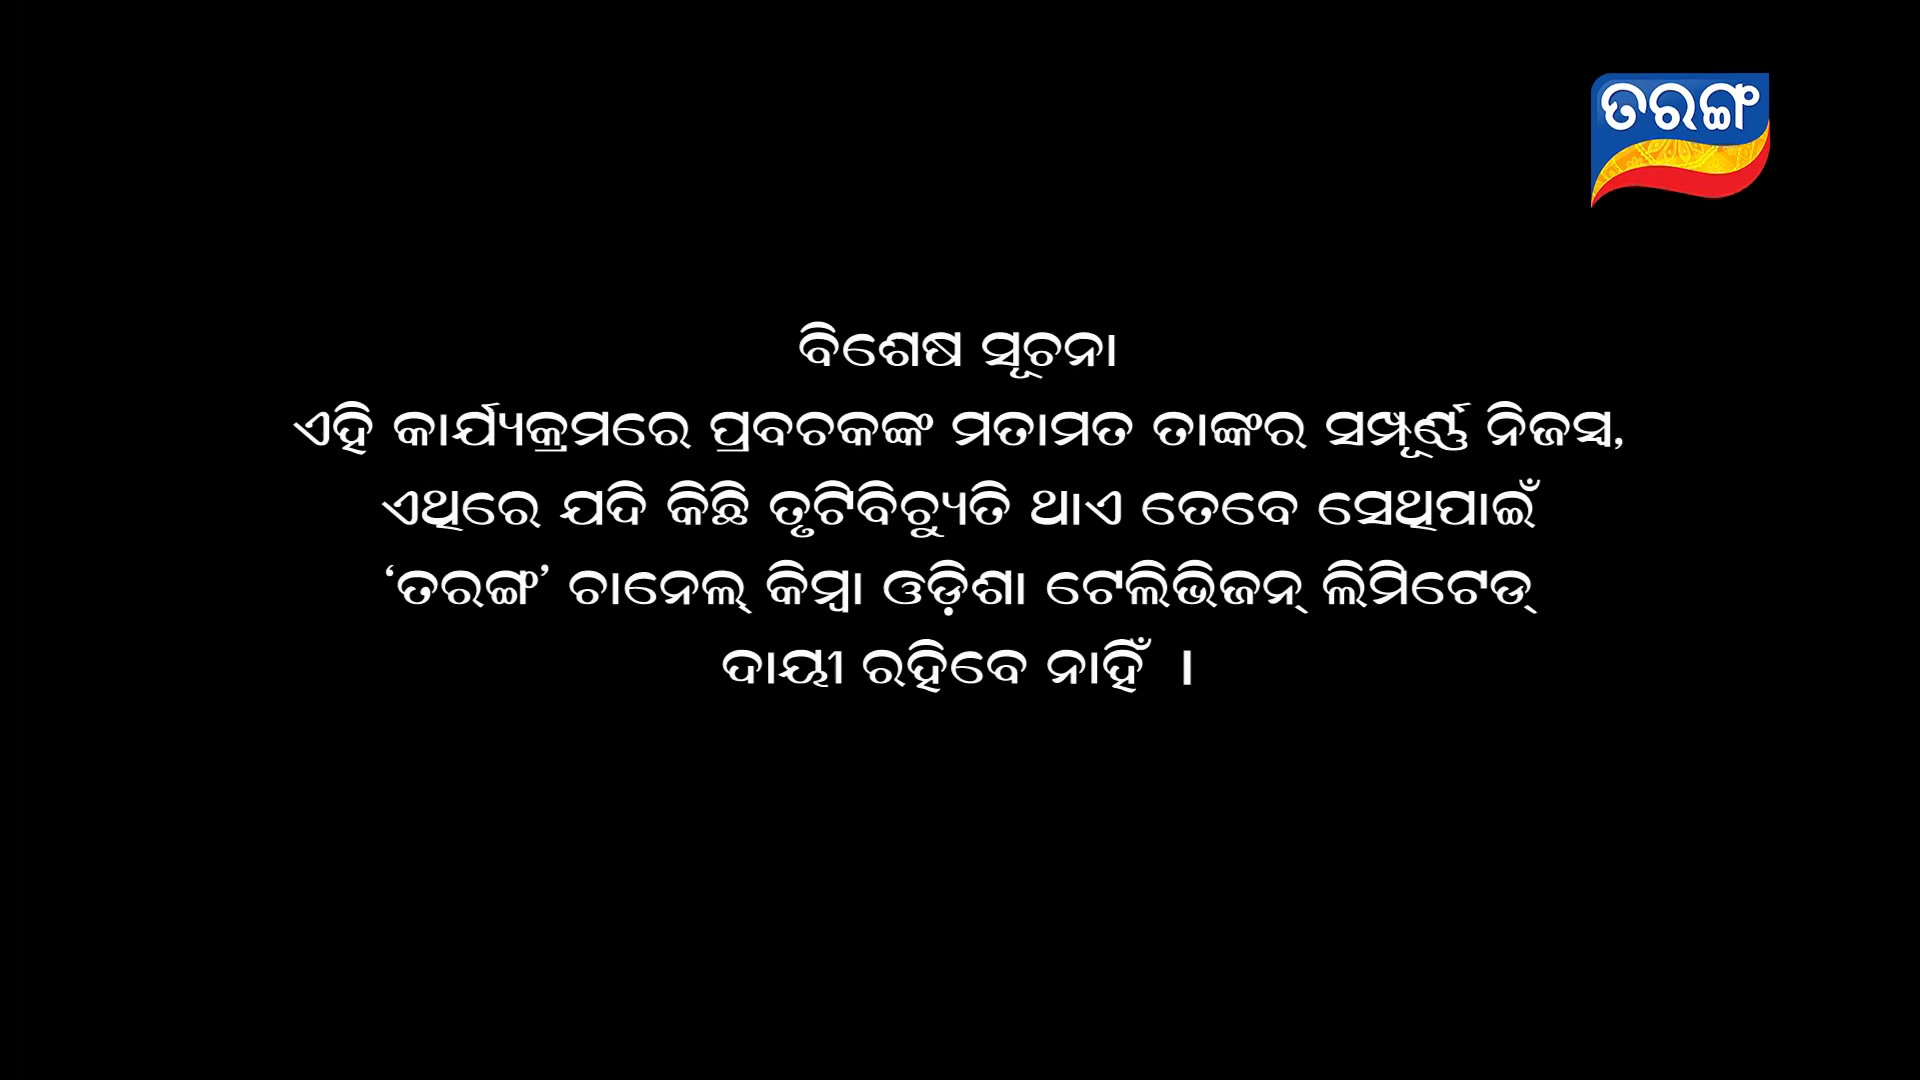 ତରଙ୍ଗ
ବିଶେଷ ସୂଚନା
ଏହି କାର୍ଯ୍ୟକ୍ରମରେ ପ୍ରବଚକଙ୍କ ମତାମତ ତାଙ୍କର ସମ୍ପୂର୍ଣ୍ଣ ନିଜସ୍ୱ,
ଏଥିରେ ଯଦି କିଛି ତୃଟିବିଚ୍ୟୁତି ଥାଏ ତେବେ ସେଥିପାଇଁ
‘ତରଙ୍ଗ’ ଚାନେଲ୍ କିମ୍ବା ଓଡ଼ିଶା ଟେଲିଭିଜନ୍ ଲିମିଟେଡ୍
ଦାୟୀ ରହିବେ ନାହିଁ ।